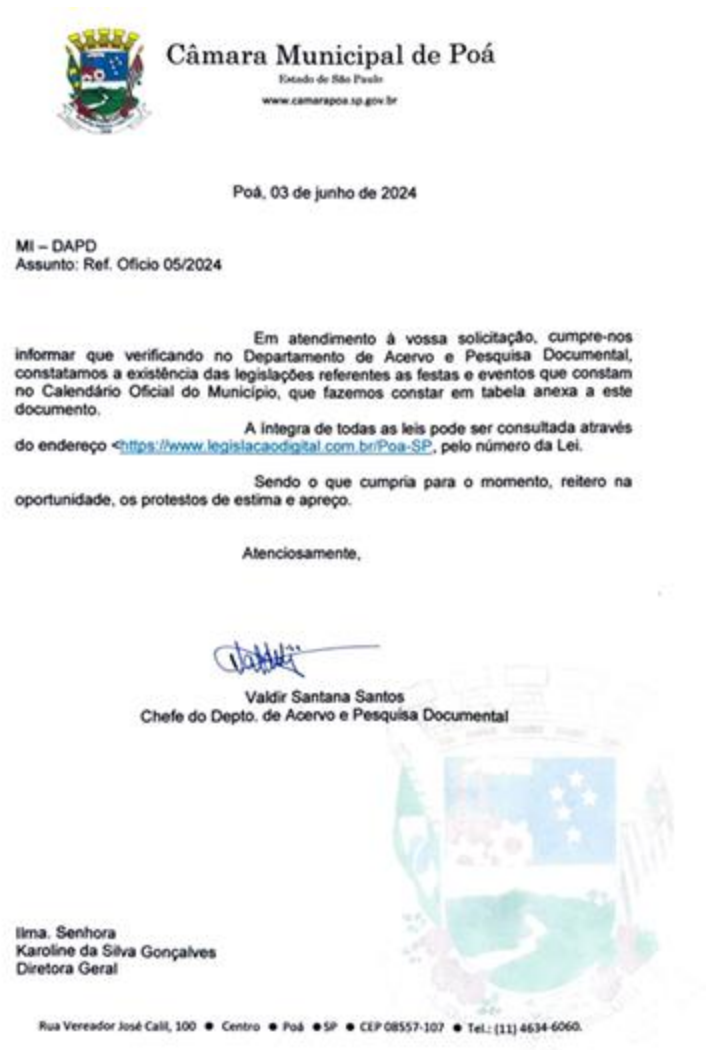 Câmara Municipal de Poá
Estado de São Paulo
www.camarapoa.sp.gov.br
Poá, 03 de junho de 2024
MI – DAPD
Assunto: Ref. Oficio 05/2024
Em atendimento à vossa solicitação, cumpre-nos
informar que verificando no Departamento de Acervo e Pesquisa Documental,
constatamos a existência das legislações referentes as festas e eventos que constam
no Calendário Oficial do Município, que fazemos constar em tabela anexa a este
documento.
A íntegra de todas as leis pode ser consultada através
do endereço <https://www.legislacaodigital.com.br/Poa-SP, pelo número da Lei.
Sendo o que cumpria para o momento, reitero na
oportunidade, os protestos de estima e apreço.
Atenciosamente,
Valdir Santana Santos
Chefe do Depto. de Acervo e Pesquisa Documental
Ilma. Senhora
Karoline da Silva Gonçalves
Diretora Geral
Rua Vereador José Calil, 100 ● Centro ● Poá ● SP ● CEP 08557-107 ● Tel.: (11) 4634-6060.